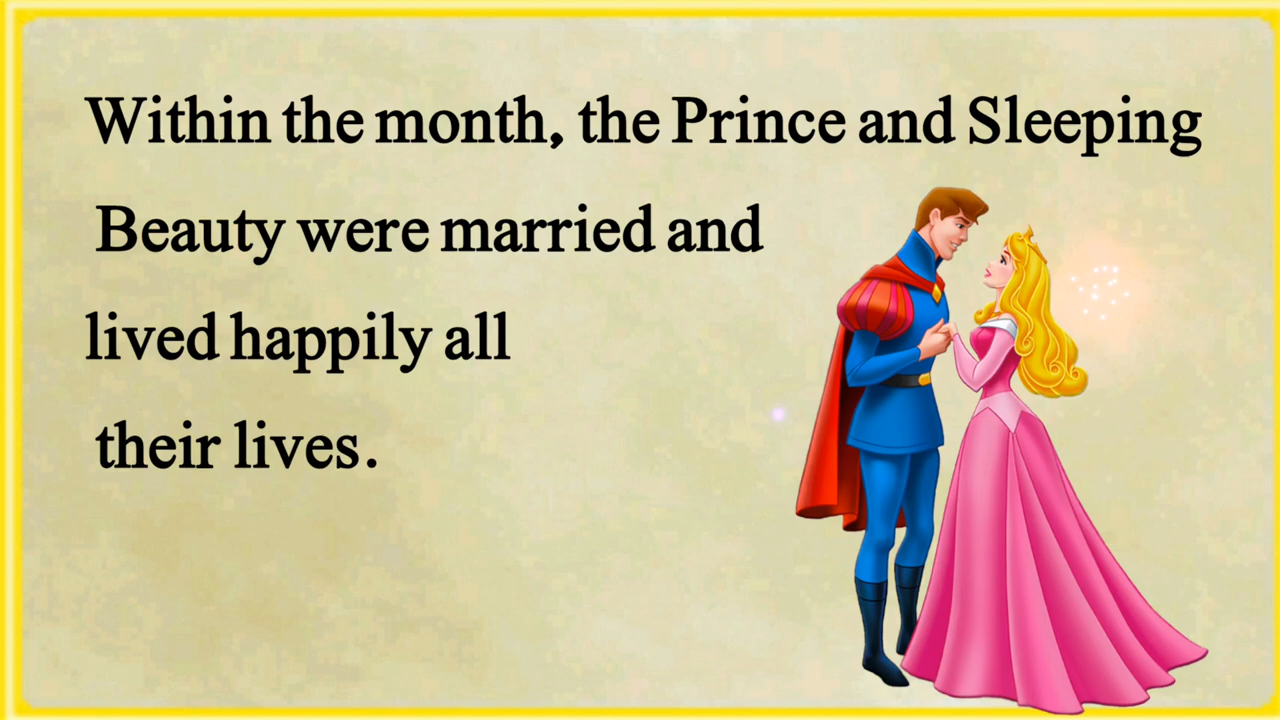 Within the month, the Prince and Sleeping
Beauty were married and
lived happily all
their lives.